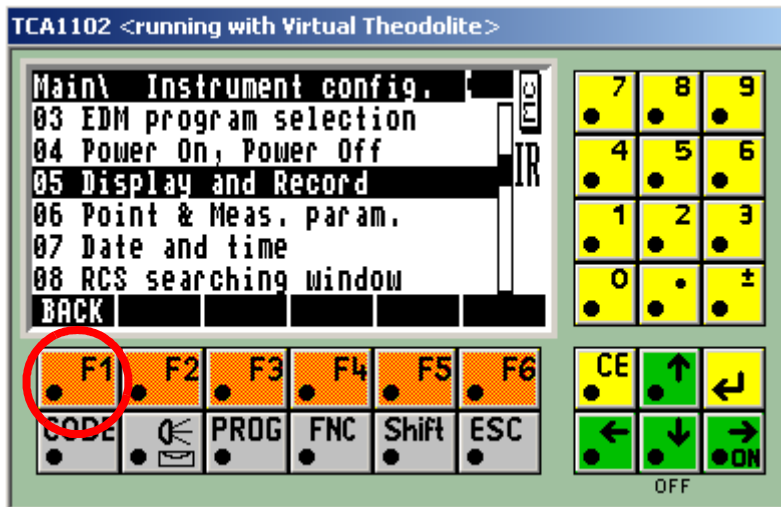 TCA1102 <running with Virtual Theodolite>
Main\ Instrument config.
03 EDM program selection
04 Power On, Power Off
05 Display and Record
06 Point & Meas. param.
07 Date and time
08 RCS searching window
BACK
IR
7 8 9
4 5 6
1 2 3
0 . ±
F1 F2 F3 F4 F5 F6
CODE PROG FNC Shift ESC
CE
ON
OFF